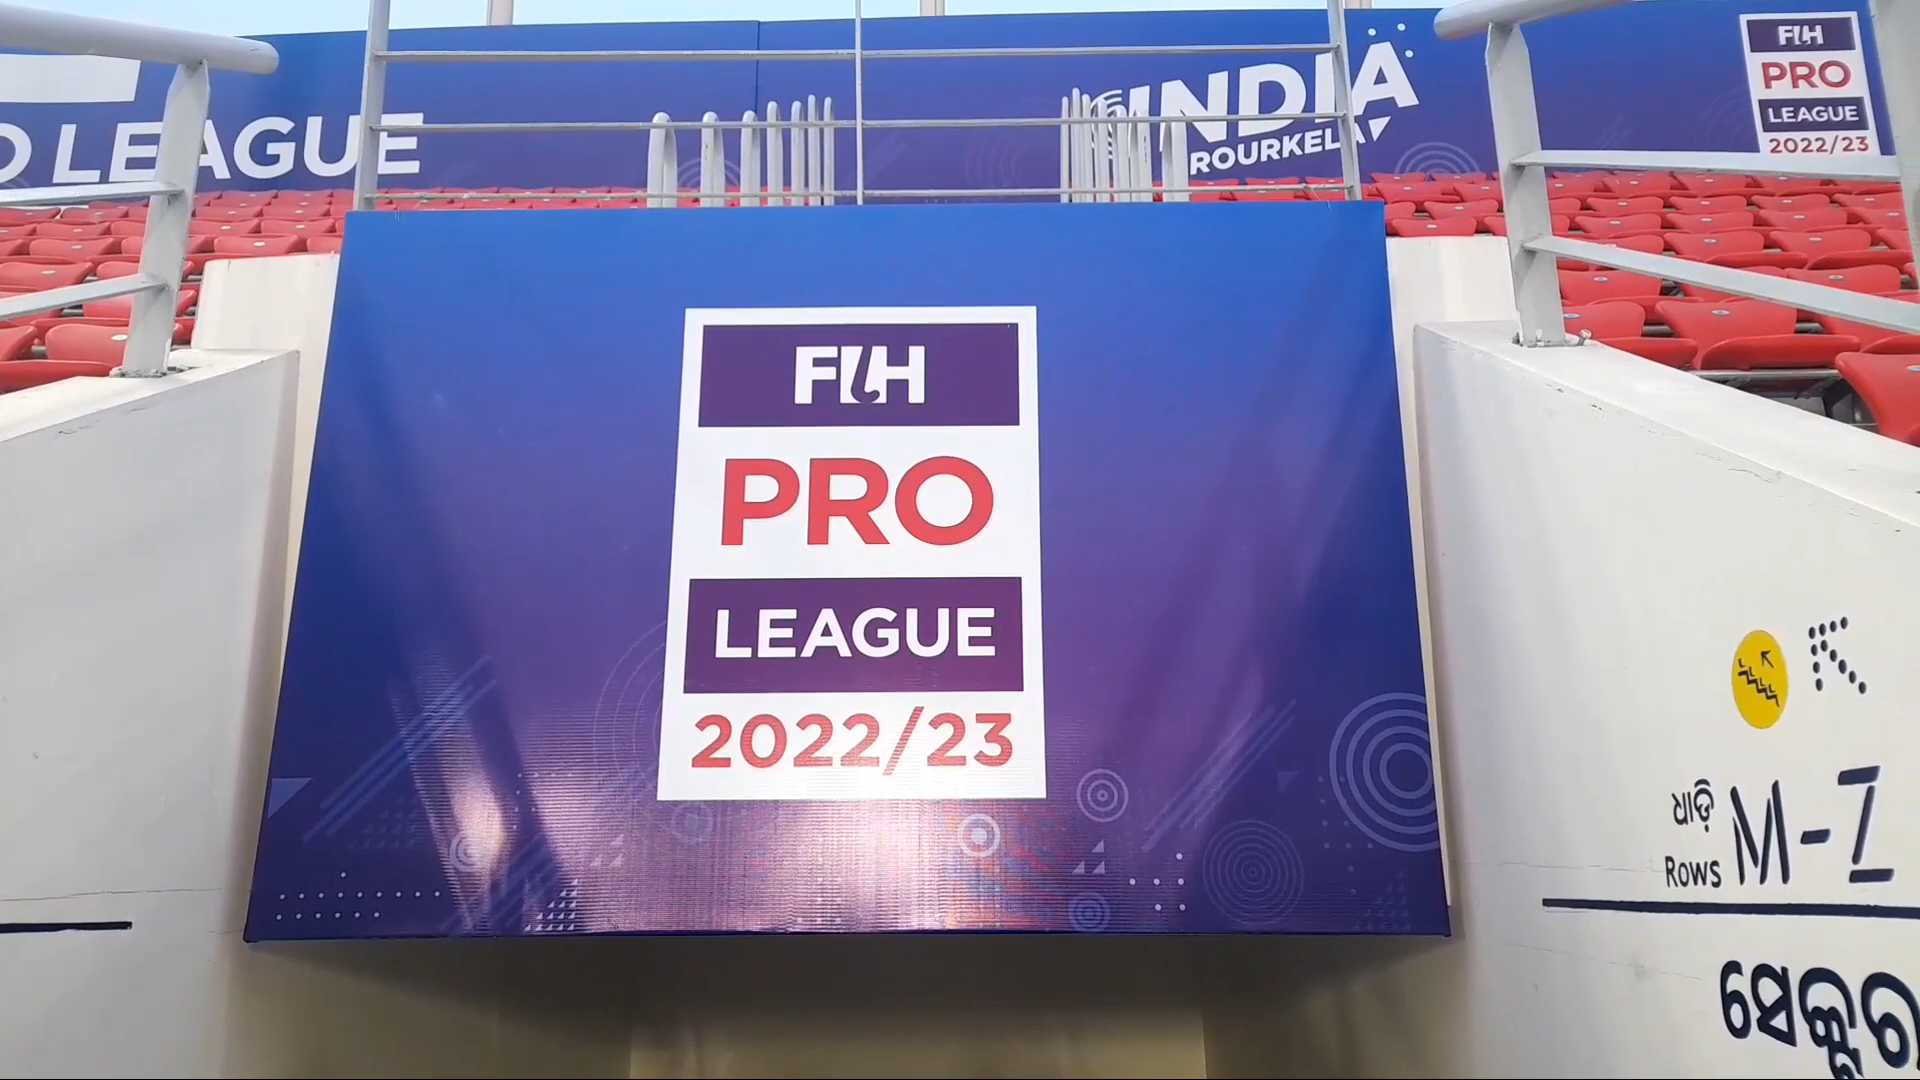 LEAGUE
INDIA
ROURKELA
FIH
PRO
LEAGUE
2022/23
FIH
PRO
LEAGUE
2022/23
ଧାଡ଼ି
Rows M-Z